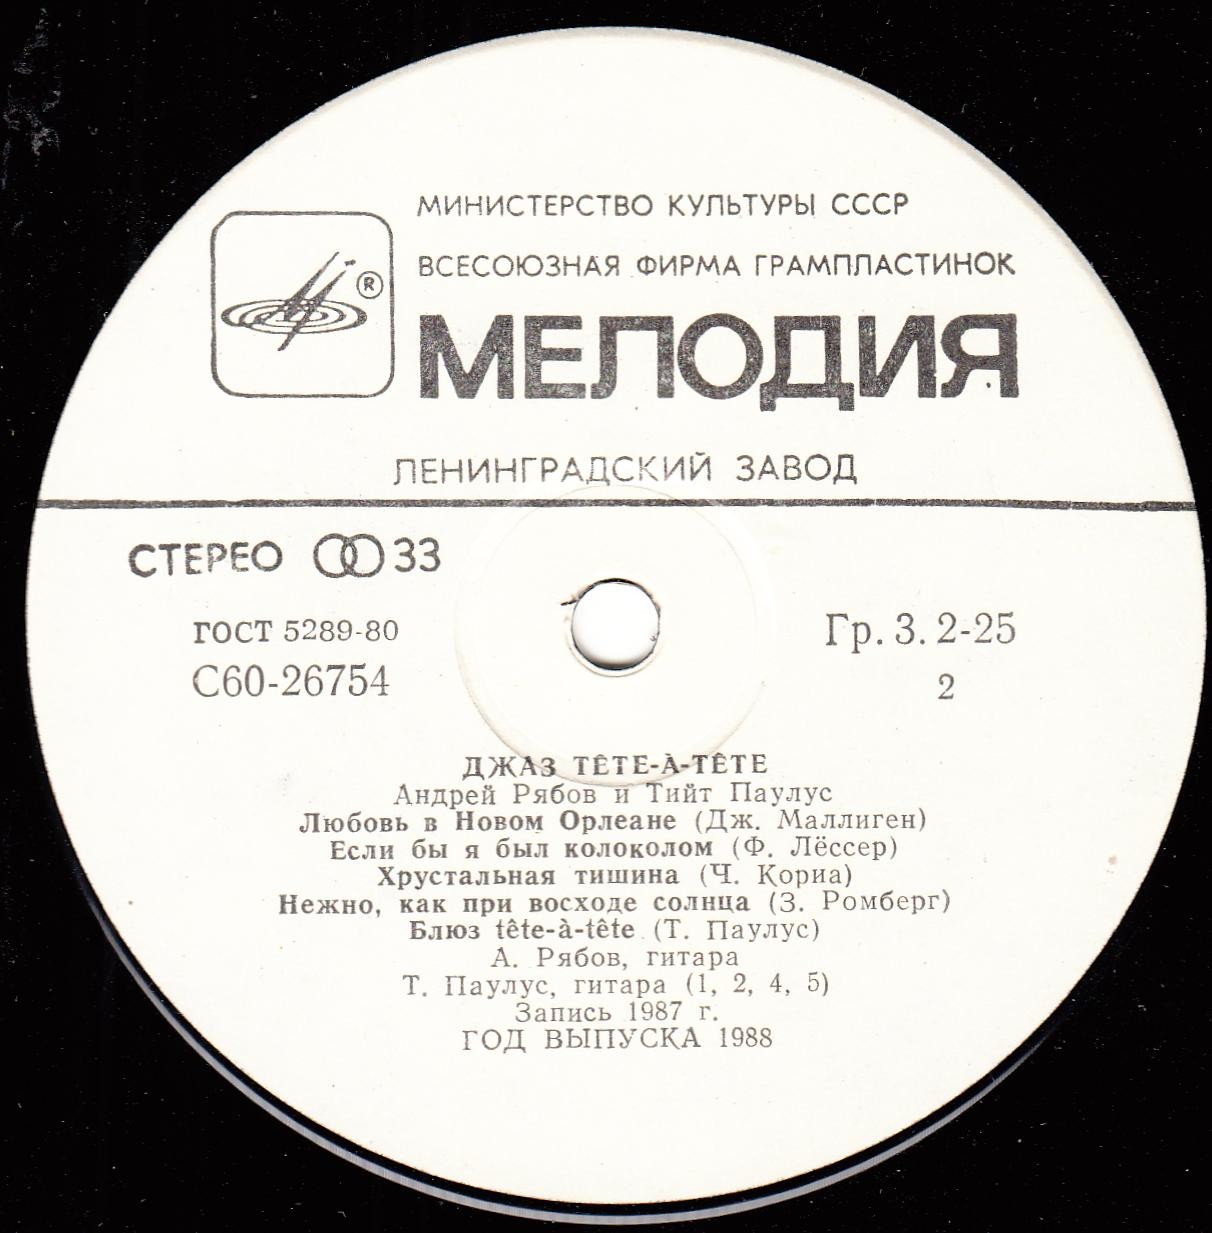 МИНИСТЕРСТВО КУЛЬТУРЫ СССР
ВСЕСОЮЗНАЯ ФИРМА ГРАМПЛАСТИНОК
®
МЕЛОДИЯ
ЛЕНИНГРАДСКИЙ ЗАВОД
СТЕРЕО 33
ГОСТ 5289-80
Гр. 3. 2-25
С60-26754
2
ДЖАЗ TÊTE-À-TÊTE
Андрей Рябов и Тийт Паулус
Любовь в Новом Орлеане (Дж. Маллиген)
Если бы я был колоколом (Ф. Лёссер)
Хрустальная тишина (Ч. Кориа)
Нежно, как при восходе солнца (З. Ромберг)
Блюз tête-à-tête (Т. Паулус)
А. Рябов, гитара
Т. Паулус, гитара (1, 2, 4, 5)
Запись 1987 г.
ГОД ВЫПУСКА 1988